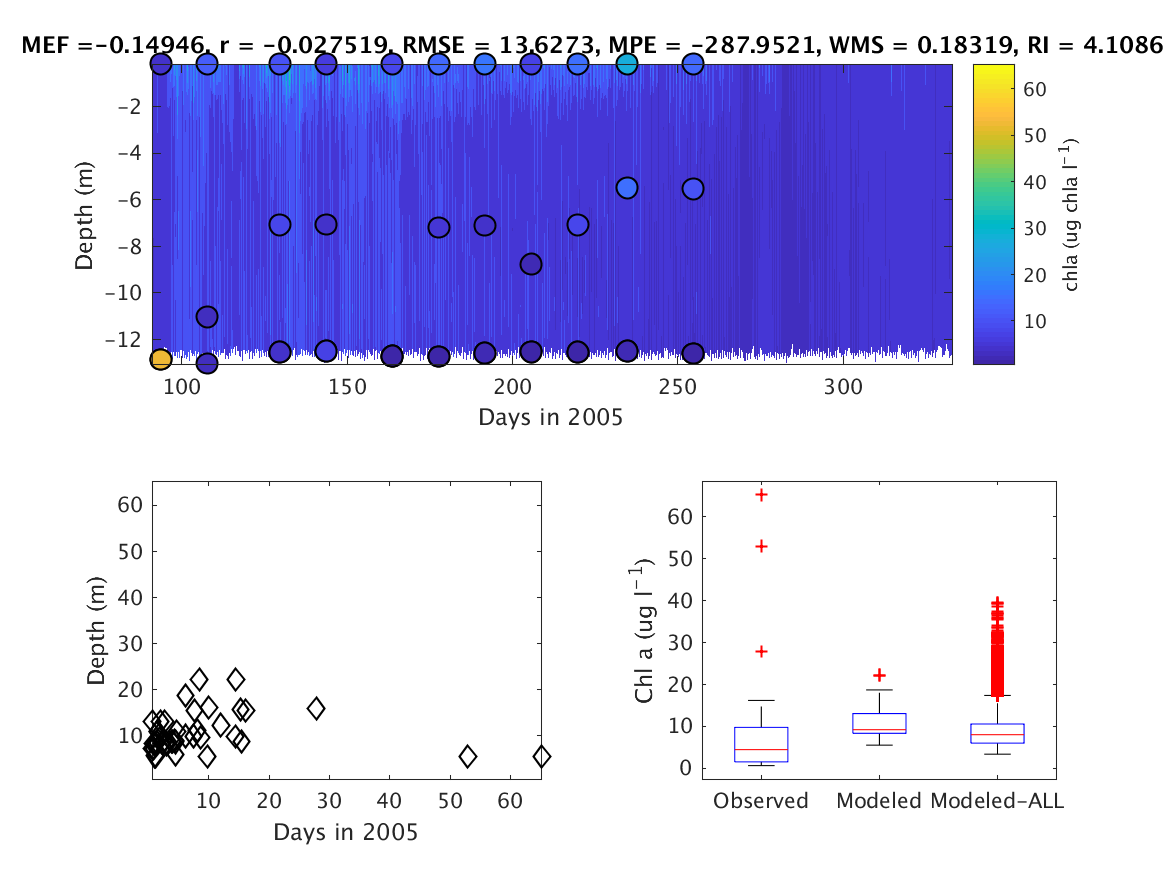 MEF =-0.14946, r = -0.027519, RMSE = 13.6273, MPE = -287.9521, WMS = 0.18319, RI = 4.1086
Depth (m)
-2
-4
-6
-8
-10
-12
100 150 200 250 300
Days in 2005
60
50
40
30
20
10
chla (ug chla l^-1)
Depth (m)
60
50
40
30
20
10
10 20 30 40 50 60
Days in 2005
Chl a (ug l^-1)
60
50
40
30
20
10
0
Observed Modeled Modeled-ALL